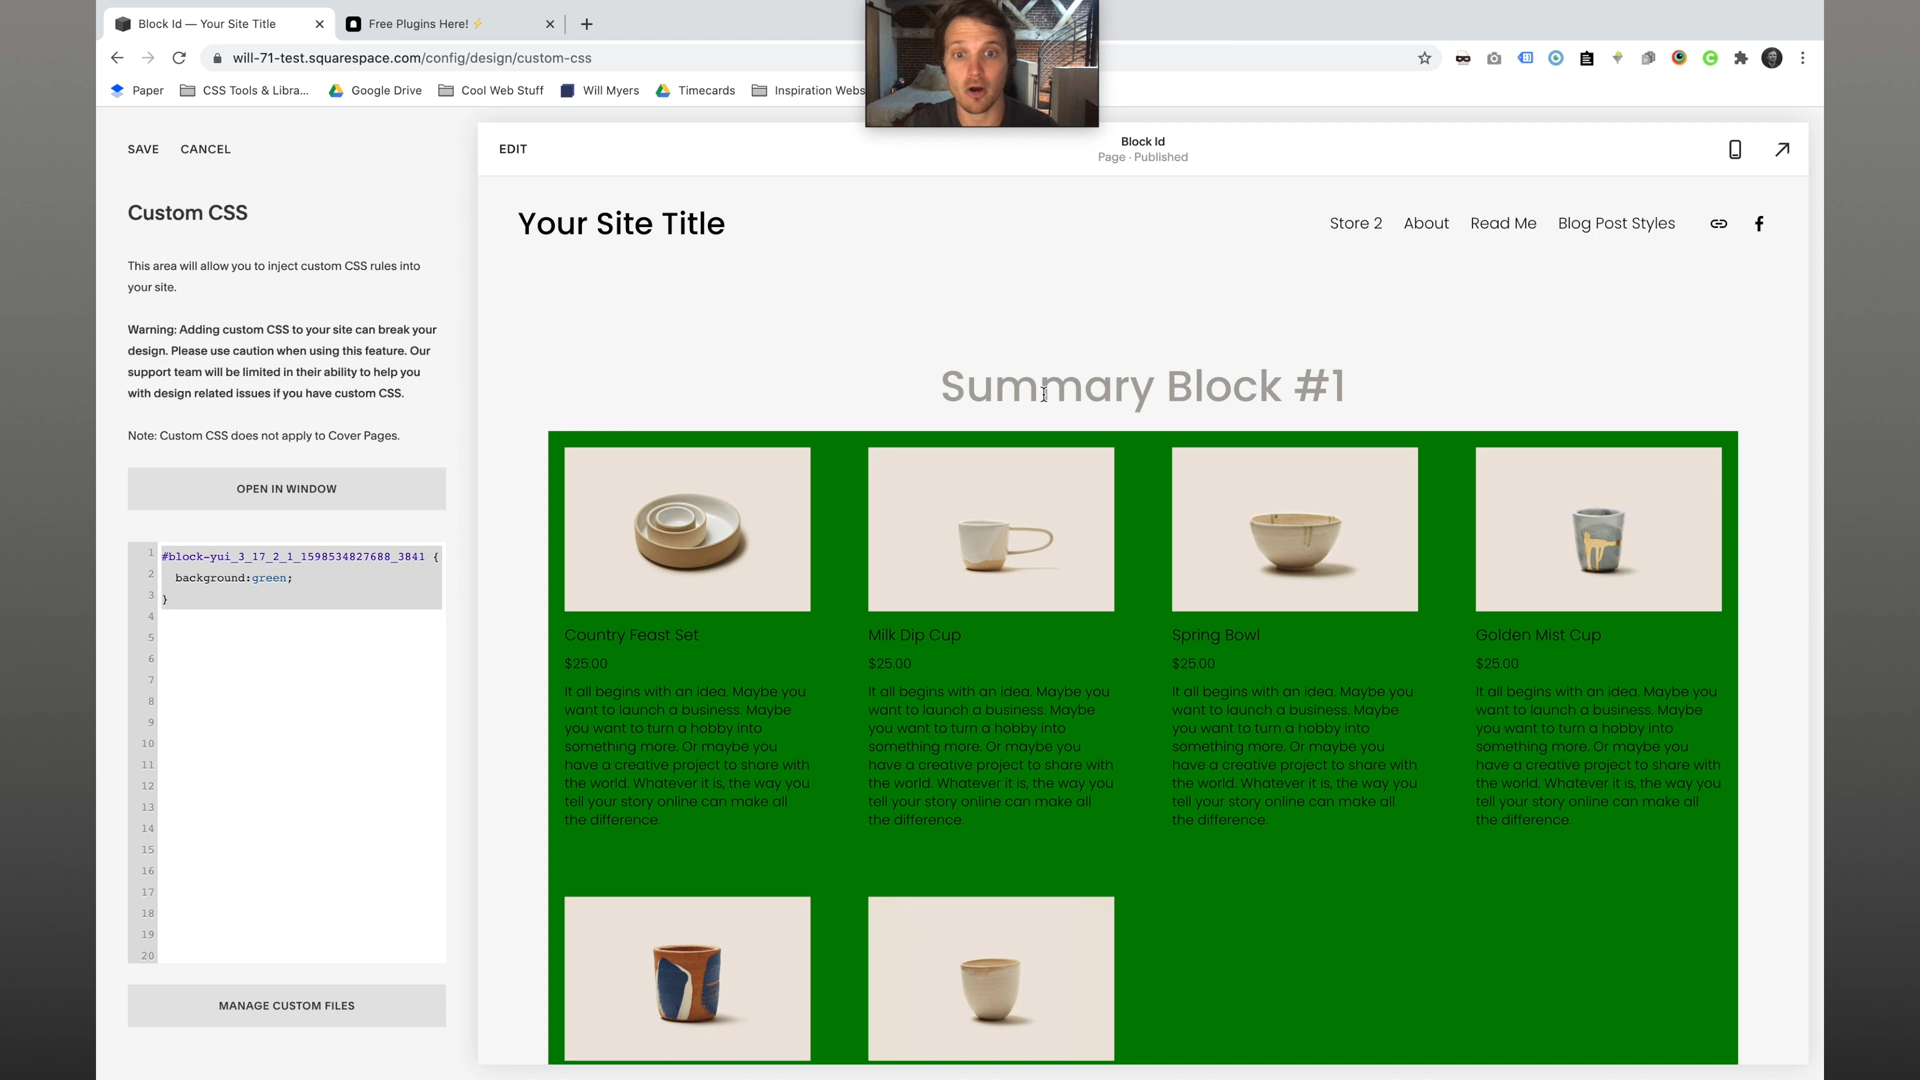 Block Id — Your Site Title
Free Plugins Here! ⚡
will-71-test.squarespace.com/config/design/custom-css
Paper
CSS Tools & Libra...
Google Drive
Cool Web Stuff
Will Myers
Timecards
Inspiration Webs
SAVE
CANCEL
EDIT
Block Id
Page · Published
Custom CSS
This area will allow you to inject custom CSS rules into
your site.
Warning: Adding custom CSS to your site can break your
design. Please use caution when using this feature. Our
support team will be limited in their ability to help you
with design related issues if you have custom CSS.
Note: Custom CSS does not apply to Cover Pages.
OPEN IN WINDOW
1 #block-yui_3_17_2_1_1598534827688_3841 {
2 background:green;
3 }
4
5
6
7
8
9
10
11
12
13
14
15
16
17
18
19
20
MANAGE CUSTOM FILES
Your Site Title
Store 2
About
Read Me
Blog Post Styles
Summary Block #1
Country Feast Set
$25.00
It all begins with an idea. Maybe you
want to launch a business. Maybe
you want to turn a hobby into
something more. Or maybe you
have a creative project to share with
the world. Whatever it is, the way you
tell your story online can make all
the difference.
Milk Dip Cup
$25.00
It all begins with an idea. Maybe you
want to launch a business. Maybe
you want to turn a hobby into
something more. Or maybe you
have a creative project to share with
the world. Whatever it is, the way you
tell your story online can make all
the difference.
Spring Bowl
$25.00
It all begins with an idea. Maybe you
want to launch a business. Maybe
you want to turn a hobby into
something more. Or maybe you
have a creative project to share with
the world. Whatever it is, the way you
tell your story online can make all
the difference.
Golden Mist Cup
$25.00
It all begins with an idea. Maybe you
want to launch a business. Maybe
you want to turn a hobby into
something more. Or maybe you
have a creative project to share with
the world. Whatever it is, the way you
tell your story online can make all
the difference.